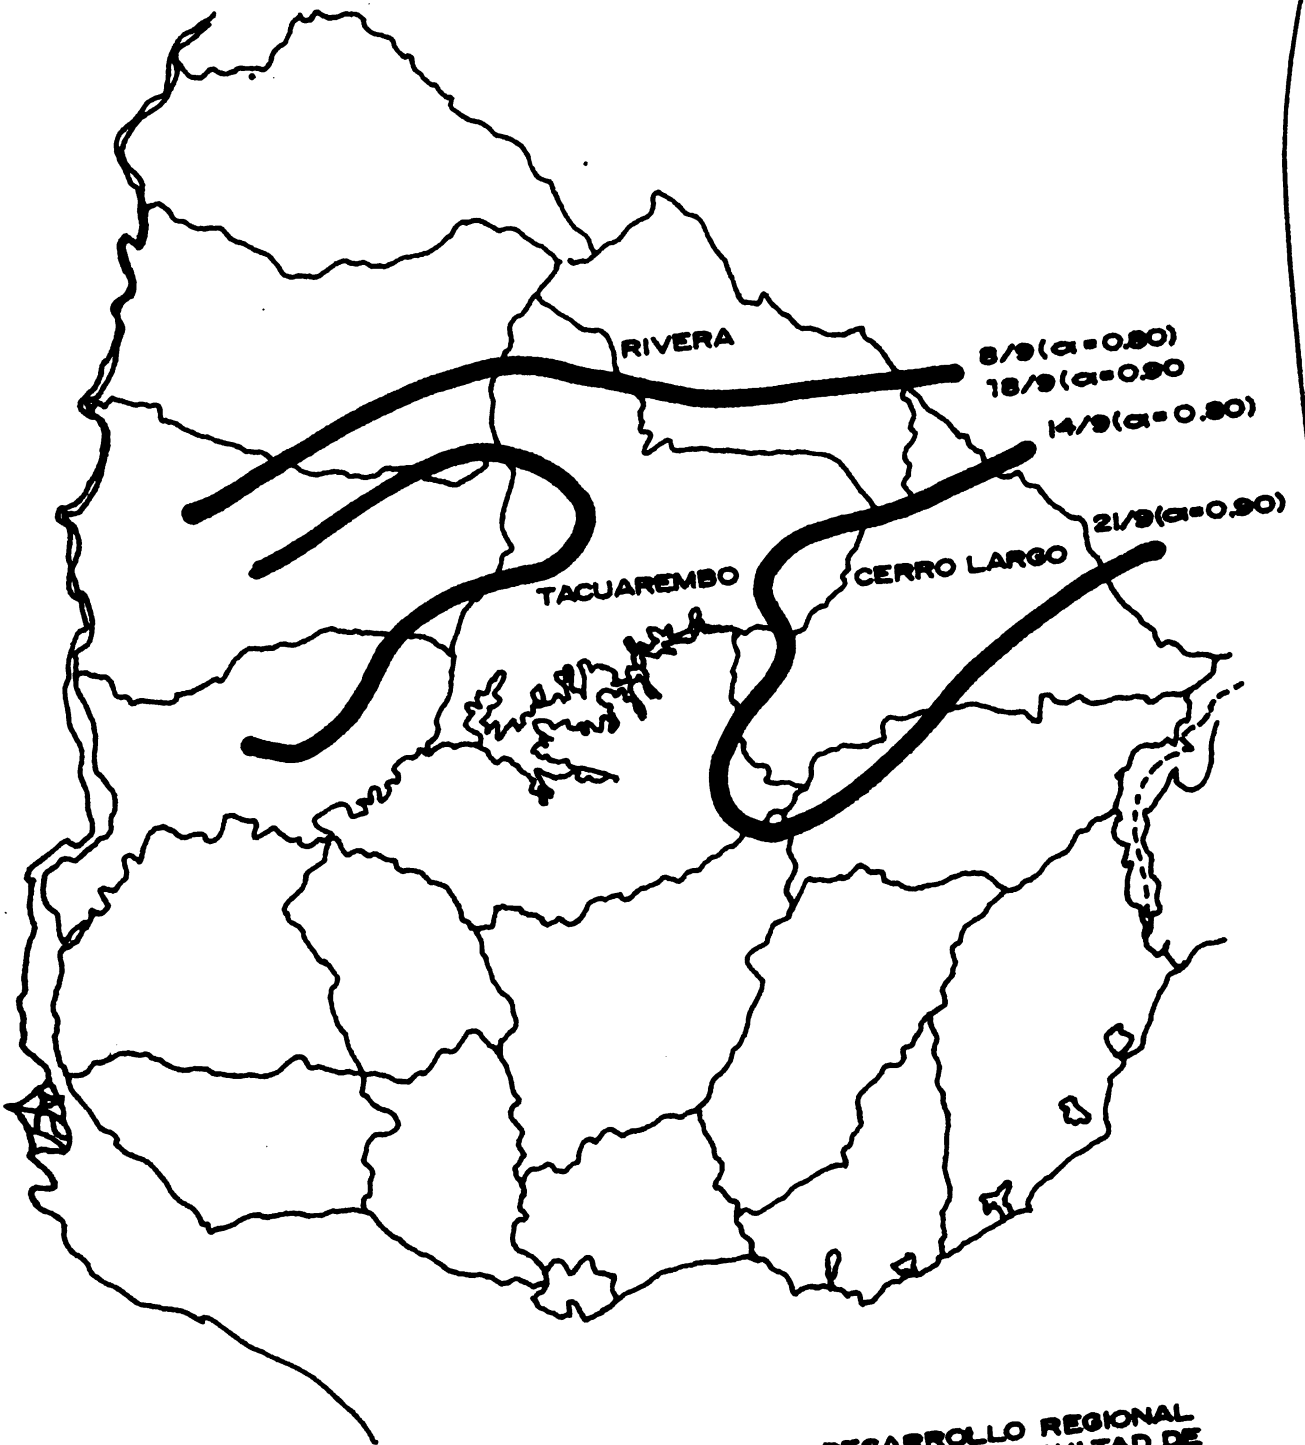 RIVERA
8/9(α=0.80)
18/9(α=0.90
14/9(α=0.80)
21/9(α=0.90)
CERRO LARGO
TACUAREMBO
DESARROLLO REGIONAL
DE